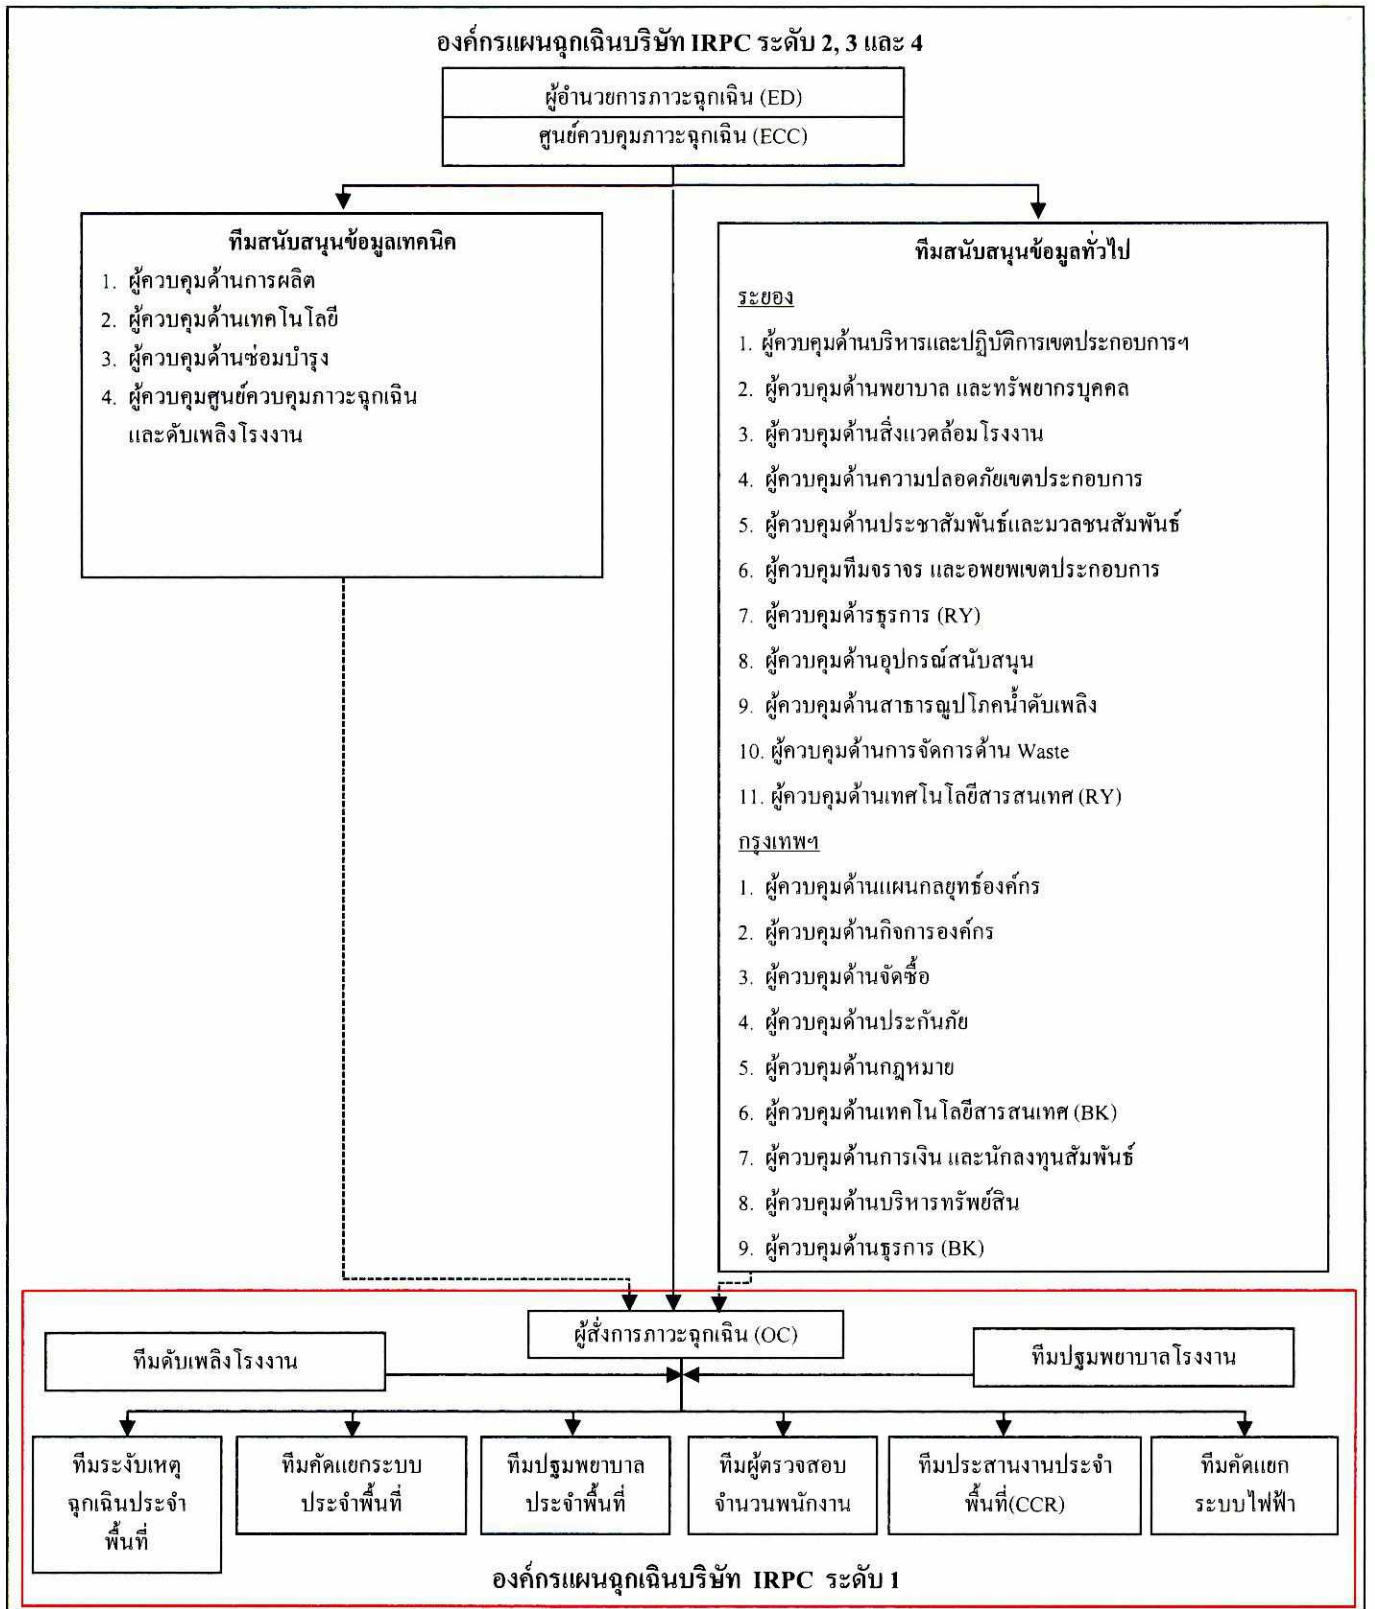 องค์กรแผนฉุกเฉินบริษัท IRPC ระดับ 2, 3 และ 4
ผู้อำนวยการภาวะฉุกเฉิน (ED)
ศูนย์ควบคุมภาวะฉุกเฉิน (ECC)
ทีมสนับสนุนข้อมูลเทคนิค
1. ผู้ควบคุมด้านการผลิต
2. ผู้ควบคุมด้านเทคโนโลยี
3. ผู้ควบคุมด้านซ่อมบำรุง
4. ผู้ควบคุมศูนย์ควบคุมภาวะฉุกเฉิน
และดับเพลิงโรงงาน
ทีมสนับสนุนข้อมูลทั่วไป
ระยอง
1. ผู้ควบคุมด้านบริหารและปฏิบัติการเขตประกอบการฯ
2. ผู้ควบคุมด้านพยาบาล และทรัพยากรบุคคล
3. ผู้ควบคุมด้านสิ่งแวดล้อมโรงงาน
4. ผู้ควบคุมด้านความปลอดภัยเขตประกอบการ
5. ผู้ควบคุมด้านประชาสัมพันธ์และมวลชนสัมพันธ์
6. ผู้ควบคุมทีมจราจร และอพยพเขตประกอบการ
7. ผู้ควบคุมด้ารธุรการ (RY)
8. ผู้ควบคุมด้านอุปกรณ์สนับสนุน
9. ผู้ควบคุมด้านสาธารณูปโภคน้ำดับเพลิง
10. ผู้ควบคุมด้านการจัดการด้าน Waste
11. ผู้ควบคุมด้านเทศโนโลยีสารสนเทศ (RY)
กรุงเทพฯ
1. ผู้ควบคุมด้านแผนกลยุทธ์องค์กร
2. ผู้ควบคุมด้านกิจการองค์กร
3. ผู้ควบคุมด้านจัดซื้อ
4. ผู้ควบคุมด้านประกันภัย
5. ผู้ควบคุมด้านกฎหมาย
6. ผู้ควบคุมด้านเทคโนโลยีสารสนเทศ (BK)
7. ผู้ควบคุมด้านการเงิน และนักลงทุนสัมพันธ์
8. ผู้ควบคุมด้านบริหารทรัพย์สิน
9. ผู้ควบคุมด้านธุรการ (BK)
ผู้สั่งการภาวะฉุกเฉิน (OC)
ทีมดับเพลิงโรงงาน
ทีมปฐมพยาบาลโรงงาน
ทีมระงับเหตุ
ฉุกเฉินประจำ
พื้นที่
ทีมคัดแยกระบบ
ประจำพื้นที่
ทีมปฐมพยาบาล
ประจำพื้นที่
ทีมผู้ตรวจสอบ
จำนวนพนักงาน
ทีมประสานงานประจำ
พื้นที่(CCR)
ทีมคัดแยก
ระบบไฟฟ้า
องค์กรแผนฉุกเฉินบริษัท IRPC ระดับ 1